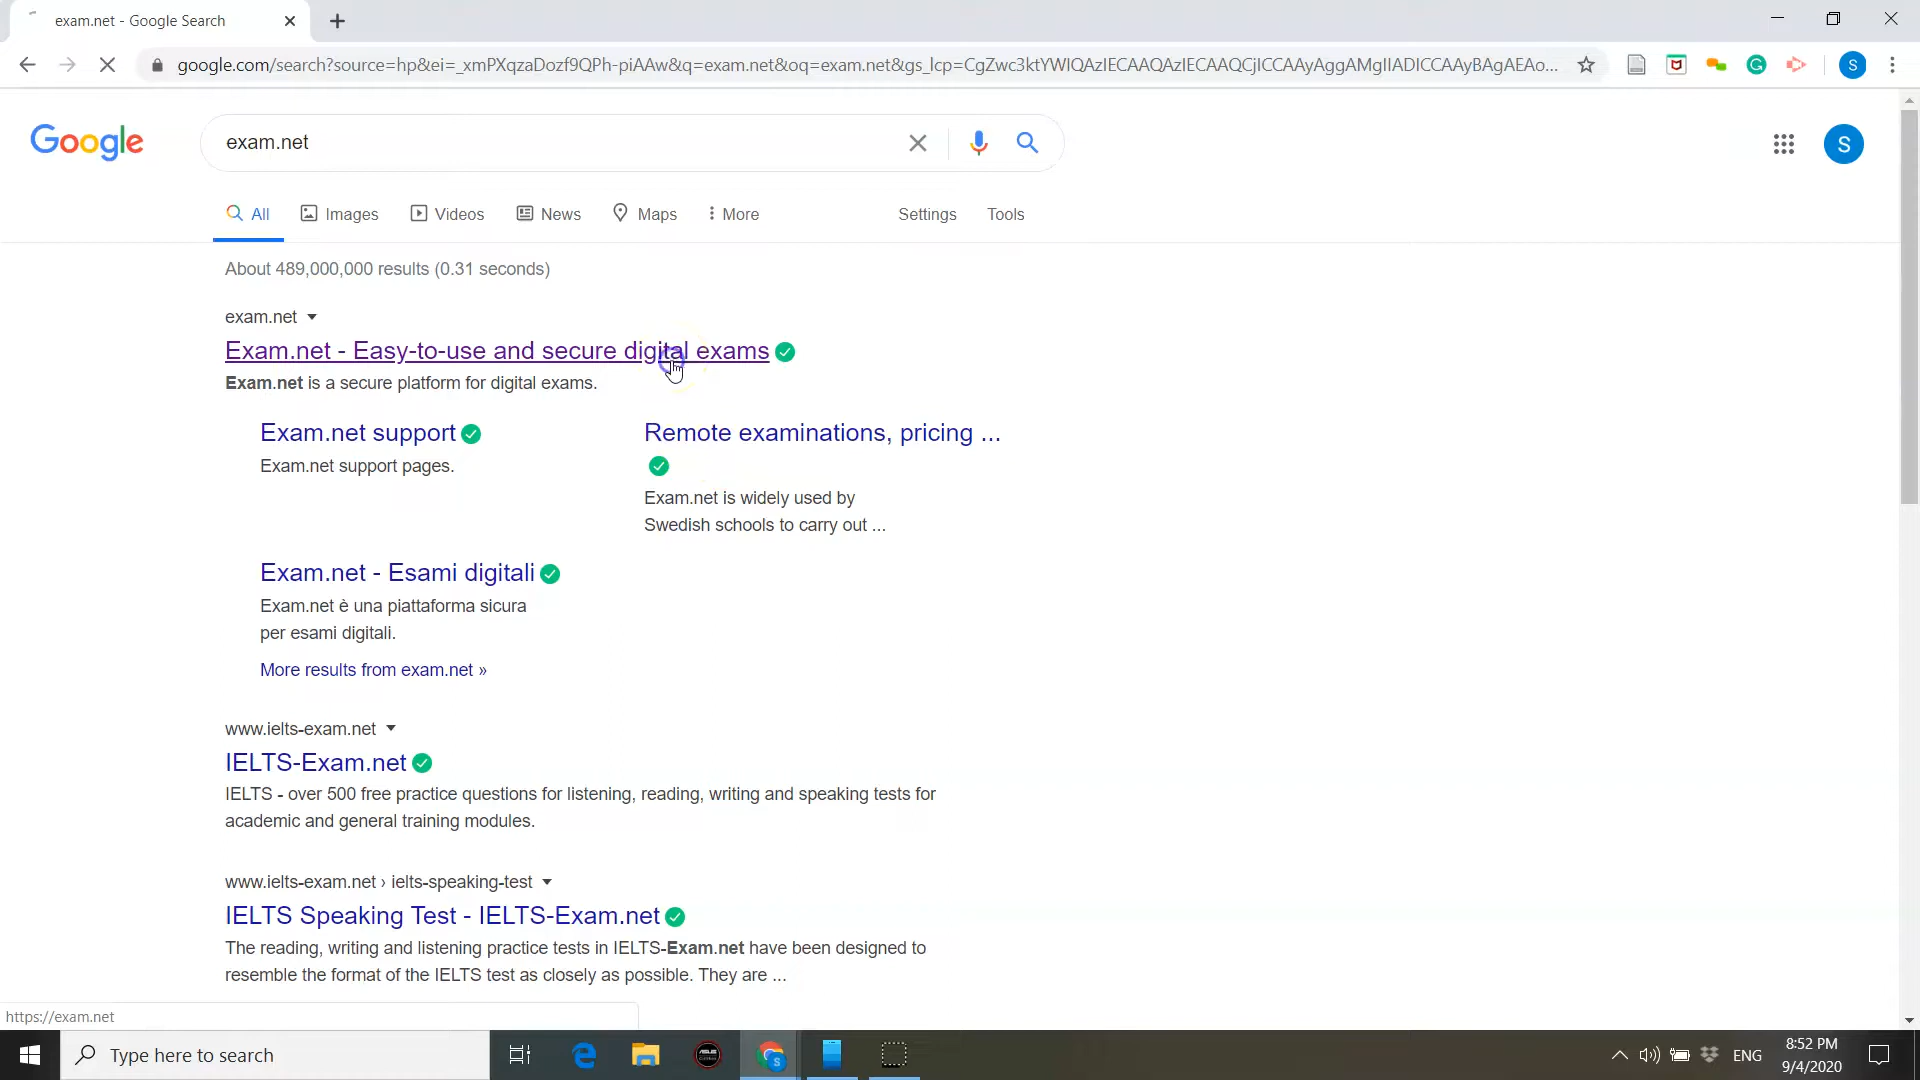 exam.net - Google Search
google.com/search?source=hp&ei=_xmPXqzaDozf9QPh-piAAw&q=exam.net&oq=exam.net&gs_lcp=CgZwc3ktYWIQAzIECAAQAzIECAAQCjICCAAyAggAMgIIADICCAAyBAgAEAo...
S
Google
exam.net
S
All Images Videos News Maps More Settings Tools
About 489,000,000 results (0.31 seconds)
exam.net
Exam.net - Easy-to-use and secure digital exams
Exam.net is a secure platform for digital exams.
Exam.net support
Exam.net support pages.
Remote examinations, pricing ...
Exam.net is widely used by
Swedish schools to carry out ...
Exam.net - Esami digitali
Exam.net è una piattaforma sicura
per esami digitali.
More results from exam.net »
www.ielts-exam.net
IELTS-Exam.net
IELTS - over 500 free practice questions for listening, reading, writing and speaking tests for
academic and general training modules.
www.ielts-exam.net › ielts-speaking-test
IELTS Speaking Test - IELTS-Exam.net
The reading, writing and listening practice tests in IELTS-Exam.net have been designed to
resemble the format of the IELTS test as closely as possible. They are ...
https://exam.net
Type here to search
ENG
8:52 PM
9/4/2020